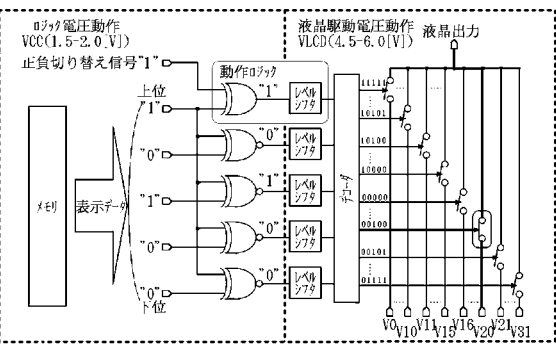 ロジック電圧動作
VCC(1.5-2.0[V])
正負切り替え信号"1"
上位
"1"
"0"
"1"
"0"
"0"
下位
メモリ
表示データ
動作ロジック
"1"
"0"
"1"
"0"
"0"
レベル
シフタ
レベル
シフタ
レベル
シフタ
レベル
シフタ
レベル
シフタ
液晶駆動電圧動作
VLCD(4.5-6.0[V])
液晶出力
デコーダ
11111
10101
10100
10000
00000
00100
00101
01111
V0
V10
V11
V15
V16
V20
V21
V31